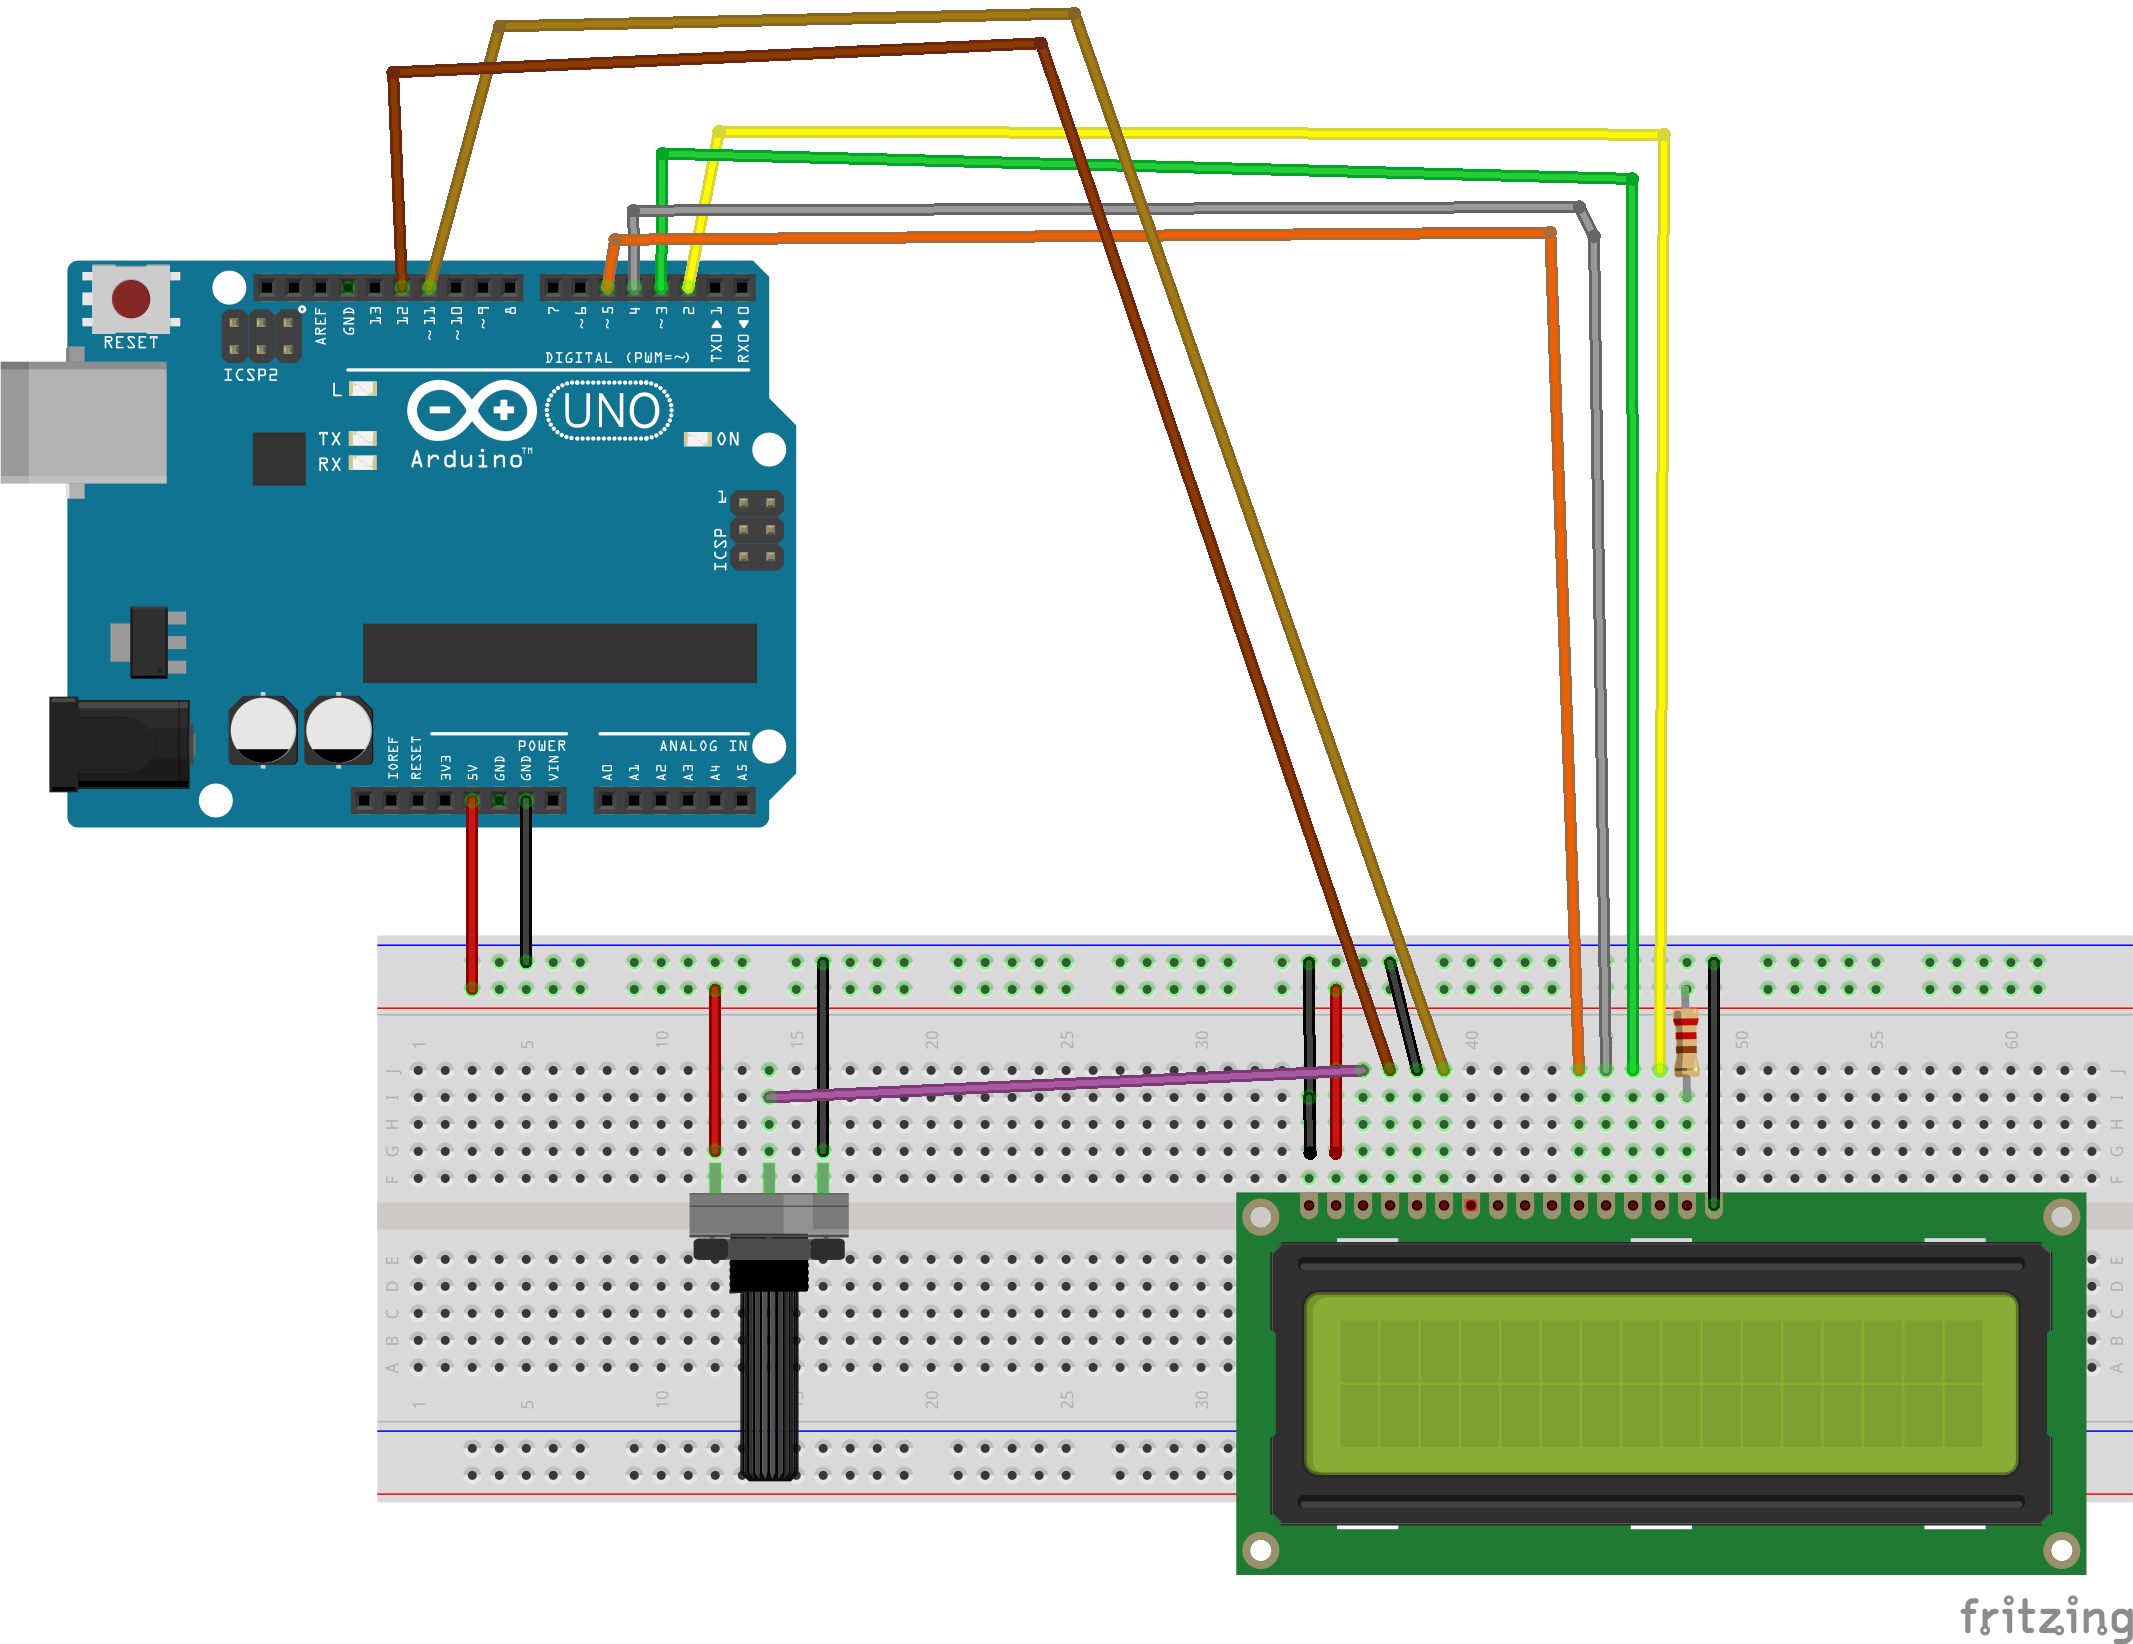 RESET
ICSP2
AREF
GND
13
12
~11
~10
~9
8
7
~6
~5
4
~3
2
TX0▶1
RX0◀0
DIGITAL (PWM=~)
L
TX
RX
UNO
Arduino™
ON
1
ICSP
IOREF
RESET
3V3
5V
GND
GND
VIN
POWER
ANALOG IN
A0
A1
A2
A3
A4
A5
1
5
10
15
20
25
30
40
50
55
60
J
I
H
G
F
J
I
H
G
F
E
D
C
B
A
E
D
C
B
A
1
5
10
20
25
30
fritzing